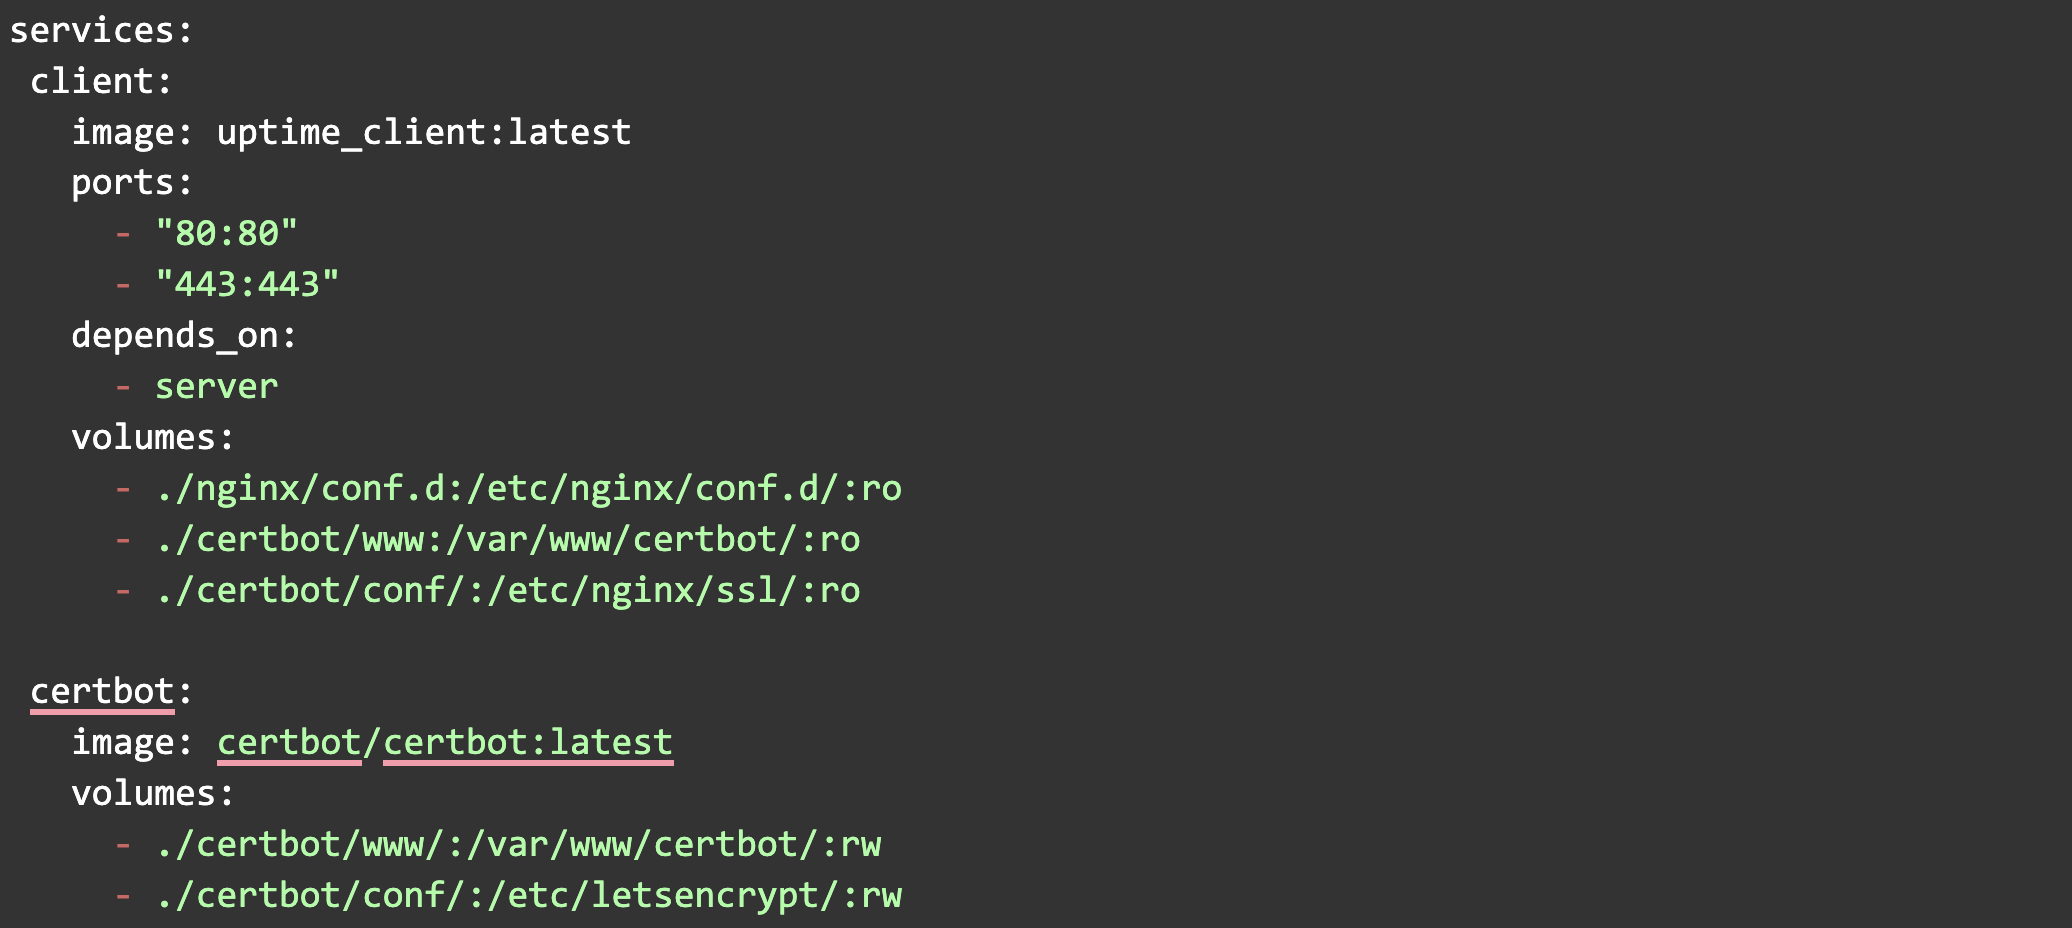 services:
 client:
   image: uptime_client:latest
   ports:
     - "80:80"
     - "443:443"
   depends_on:
     - server
   volumes:
     - ./nginx/conf.d:/etc/nginx/conf.d/:ro
     - ./certbot/www:/var/www/certbot/:ro
     - ./certbot/conf/:/etc/nginx/ssl/:ro

 certbot:
   image: certbot/certbot:latest
   volumes:
     - ./certbot/www/:/var/www/certbot/:rw
     - ./certbot/conf/:/etc/letsencrypt/:rw